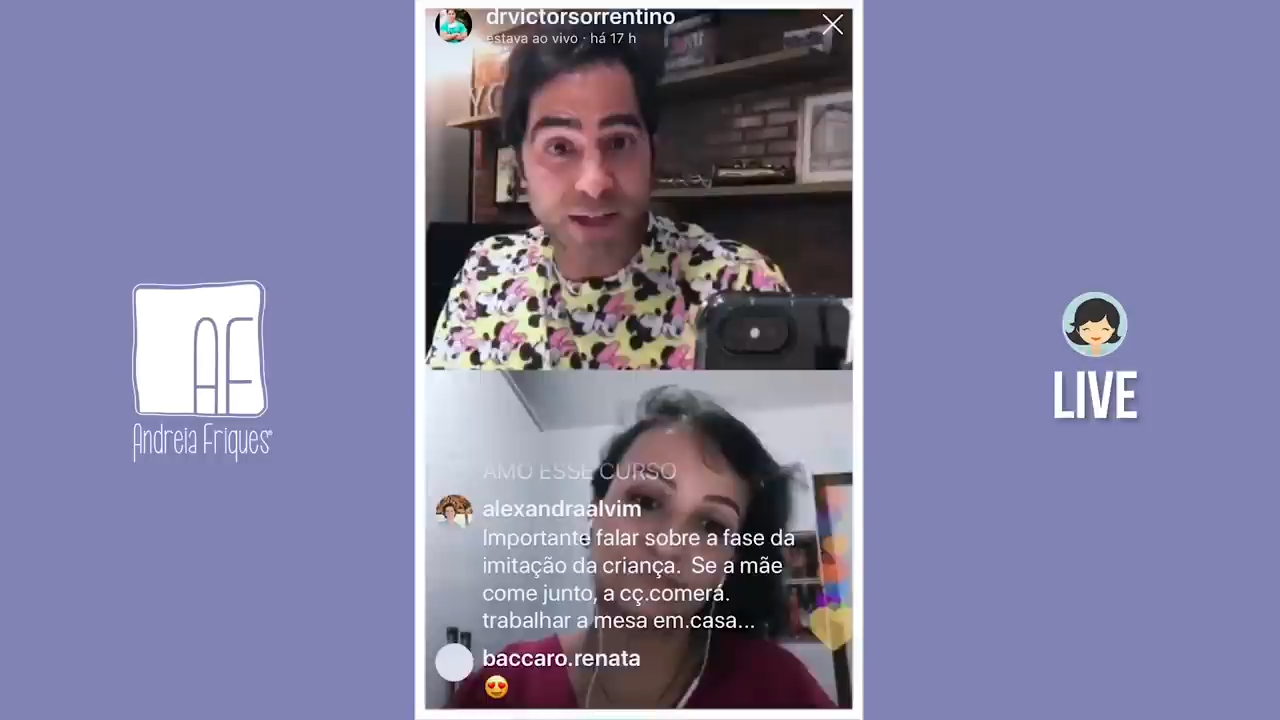 drvictorsorrentino
estava ao vivo · há 17 h
YO
AF
Andreia Friques®
LIVE
AMO ESSE CURSO
alexandraalvim
Importante falar sobre a fase da
imitação da criança. Se a mãe
come junto, a cç.comerá.
trabalhar a mesa em.casa...
baccaro.renata